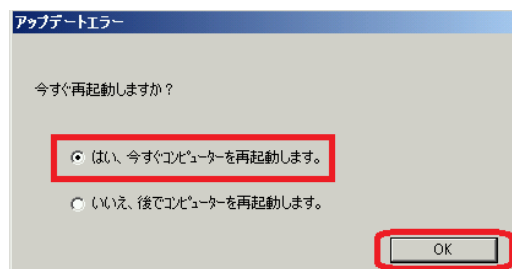 アップデートエラー
今すぐ再起動しますか？
はい、今すぐコンピューターを再起動します。
いいえ、後でコンピューターを再起動します。
OK